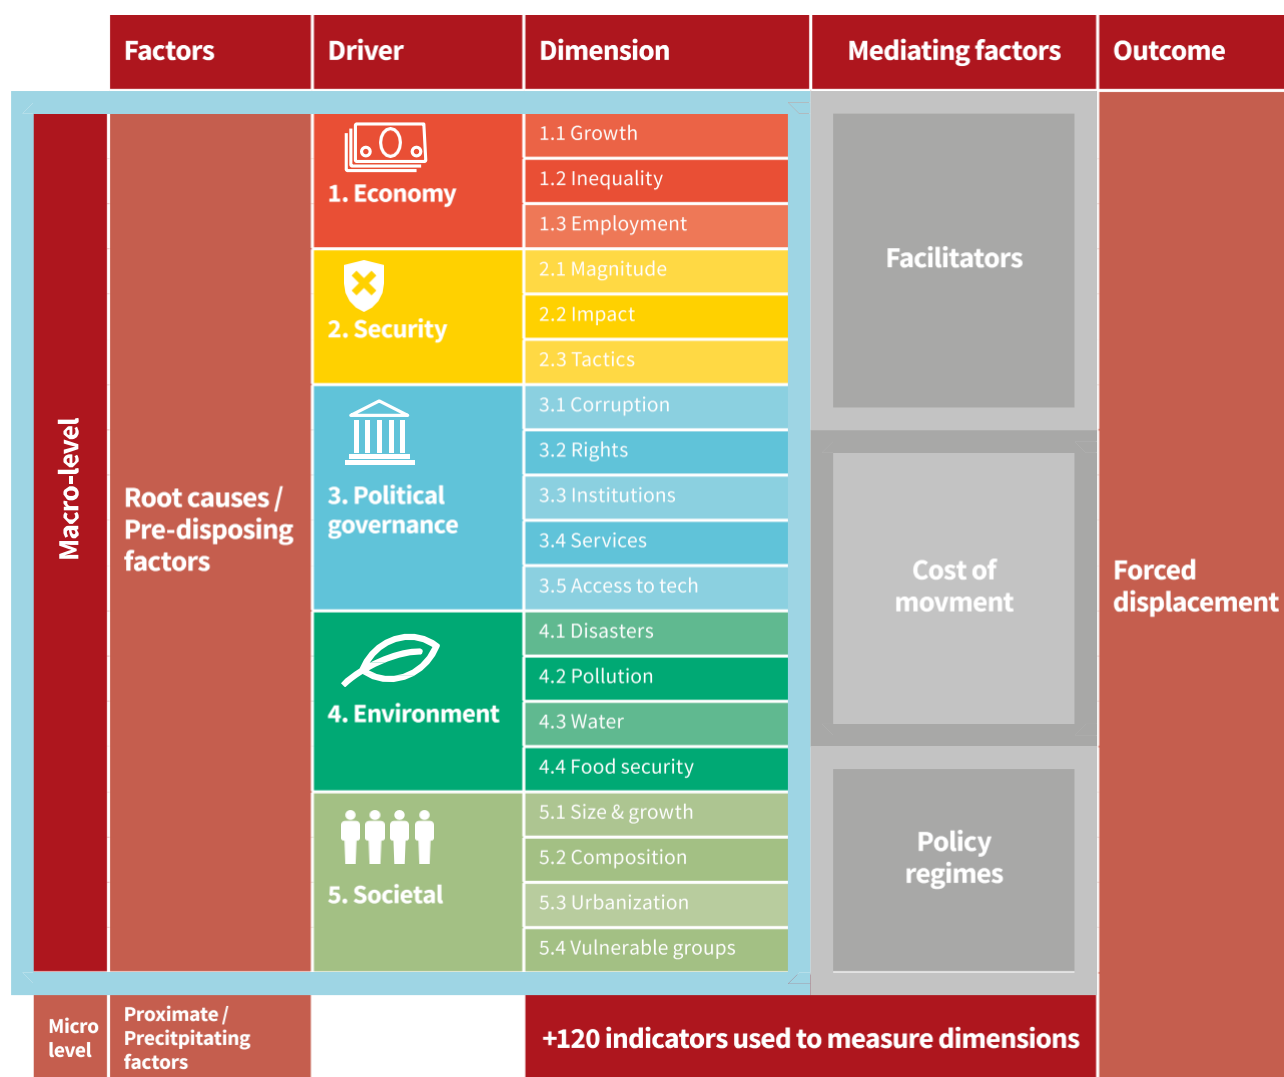 Factors
Driver
Dimension
Mediating factors
Outcome
Macro-level
Root causes /
Pre-disposing
factors
1. Economy
1.1 Growth
1.2 Inequality
1.3 Employment
2. Security
2.1 Magnitude
2.2 Impact
2.3 Tactics
3. Political
governance
3.1 Corruption
3.2 Rights
3.3 Institutions
3.4 Services
3.5 Access to tech
4. Environment
4.1 Disasters
4.2 Pollution
4.3 Water
4.4 Food security
5. Societal
5.1 Size & growth
5.2 Composition
5.3 Urbanization
5.4 Vulnerable groups
Facilitators
Cost of
movment
Policy
regimes
Forced
displacement
Micro
level
Proximate /
Precitpitating
factors
+120 indicators used to measure dimensions